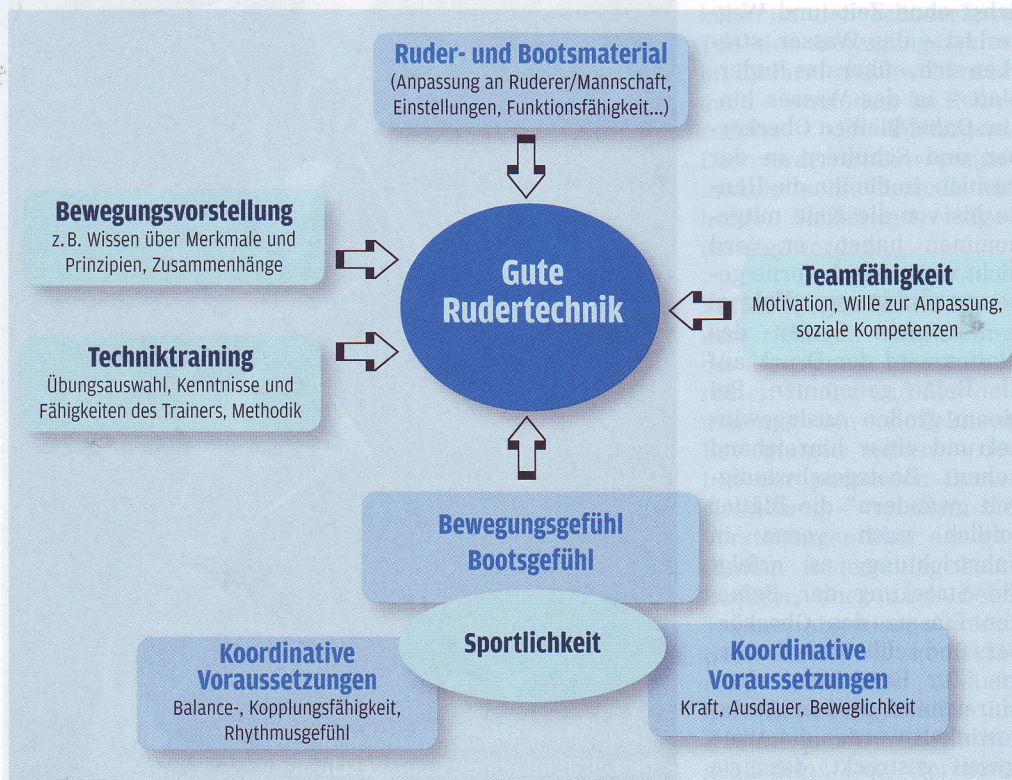 Ruder- und Bootsmaterial
(Anpassung an Ruderer/Mannschaft,
Einstellungen, Funktionsfähigkeit...)
Bewegungsvorstellung
z. B. Wissen über Merkmale und
Prinzipien, Zusammenhänge
Gute
Rudertechnik
Teamfähigkeit
Motivation, Wille zur Anpassung,
soziale Kompetenzen
Techniktraining
Übungsauswahl, Kenntnisse und
Fähigkeiten des Trainers, Methodik
Bewegungsgefühl
Bootsgefühl
Sportlichkeit
Koordinative
Voraussetzungen
Balance-, Kopplungsfähigkeit,
Rhythmusgefühl
Koordinative
Voraussetzungen
Kraft, Ausdauer, Beweglichkeit